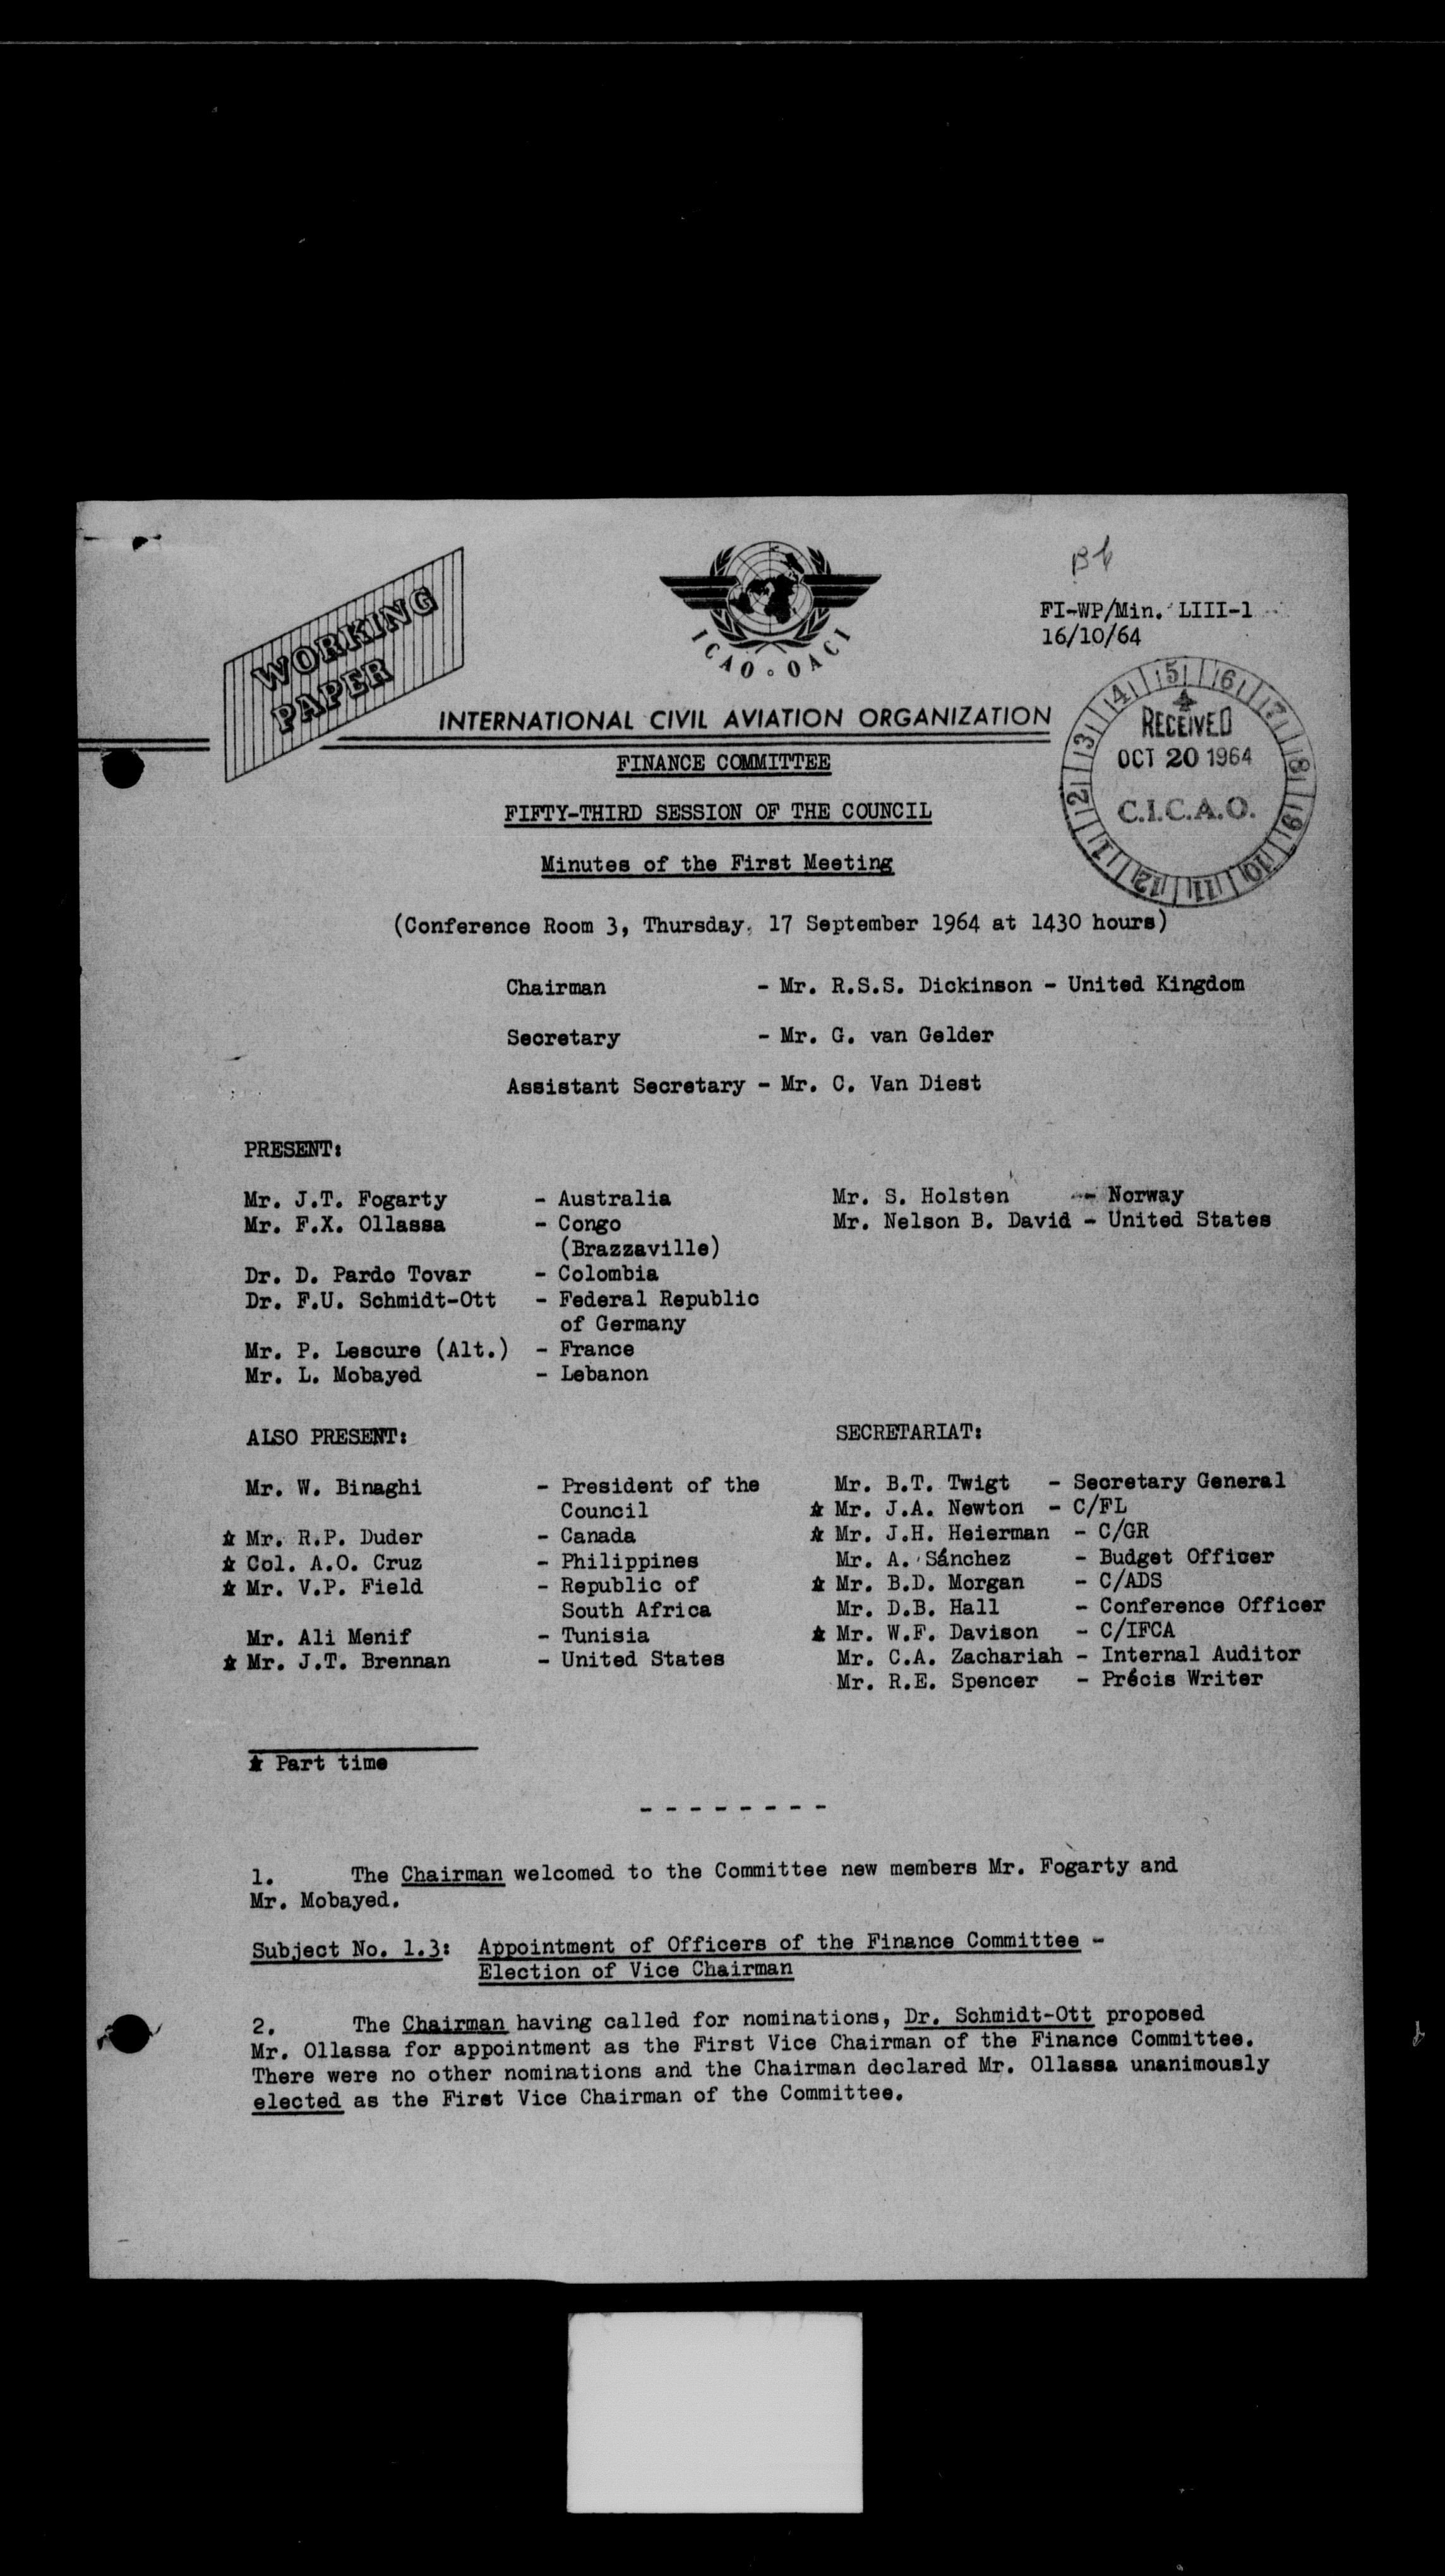 WORKING
PAPER
ICAO · OACI
FI-WP/Min. LIII-1
16/10/64
INTERNATIONAL CIVIL AVIATION ORGANIZATION
1 2 3 4 5 6 7 8 9 10 11 12
RECEIVED
OCT 20 1964
C.I.C.A.O.
FINANCE COMMITTEE
FIFTY-THIRD SESSION OF THE COUNCIL
Minutes of the First Meeting
(Conference Room 3, Thursday, 17 September 1964 at 1430 hours)
Chairman - Mr. R.S.S. Dickinson - United Kingdom
Secretary - Mr. G. van Gelder
Assistant Secretary - Mr. C. Van Diest
PRESENT:
Mr. J.T. Fogarty - Australia
Mr. F.X. Ollassa - Congo
(Brazzaville)
Dr. D. Pardo Tovar - Colombia
Dr. F.U. Schmidt-Ott - Federal Republic
of Germany
Mr. P. Lescure (Alt.) - France
Mr. L. Mobayed - Lebanon
Mr. S. Holsten - Norway
Mr. Nelson B. David - United States
ALSO PRESENT:
Mr. W. Binaghi - President of the
Council
* Mr. R.P. Duder - Canada
* Col. A.O. Cruz - Philippines
* Mr. V.P. Field - Republic of
South Africa
Mr. Ali Menif - Tunisia
* Mr. J.T. Brennan - United States
SECRETARIAT:
Mr. B.T. Twigt - Secretary General
* Mr. J.A. Newton - C/FL
* Mr. J.H. Heierman - C/GR
Mr. A. Sánchez - Budget Officer
* Mr. B.D. Morgan - C/ADS
Mr. D.B. Hall - Conference Officer
* Mr. W.F. Davison - C/IFCA
Mr. C.A. Zachariah - Internal Auditor
Mr. R.E. Spencer - Précis Writer
* Part time
- - - - - - - -
1. The Chairman welcomed to the Committee new members Mr. Fogarty and
Mr. Mobayed.
Subject No. 1.3: Appointment of Officers of the Finance Committee -
Election of Vice Chairman
2. The Chairman having called for nominations, Dr. Schmidt-Ott proposed
Mr. Ollassa for appointment as the First Vice Chairman of the Finance Committee.
There were no other nominations and the Chairman declared Mr. Ollassa unanimously
elected as the First Vice Chairman of the Committee.